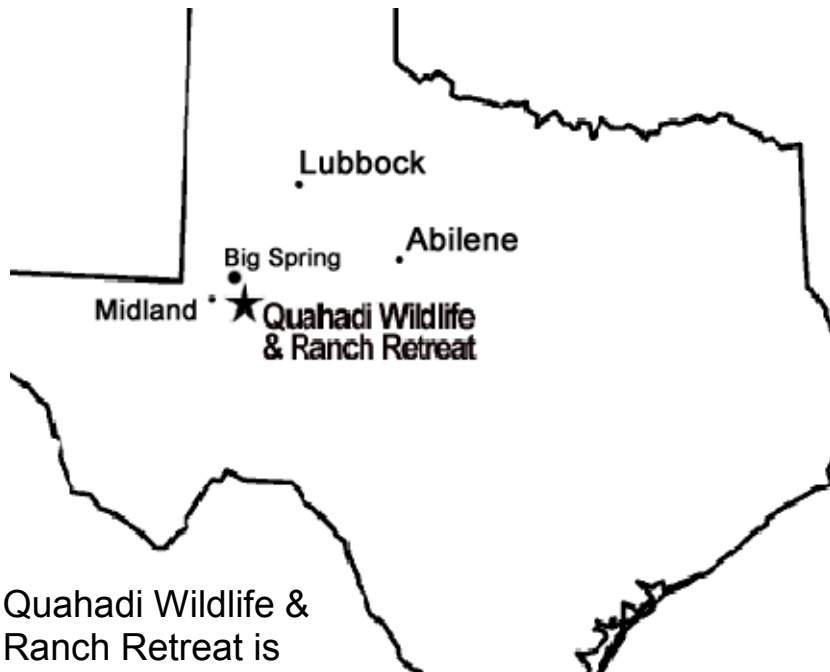 Lubbock
Abilene
Big Spring
Midland
Quahadi Wildlife
& Ranch Retreat
Quahadi Wildlife &
Ranch Retreat is